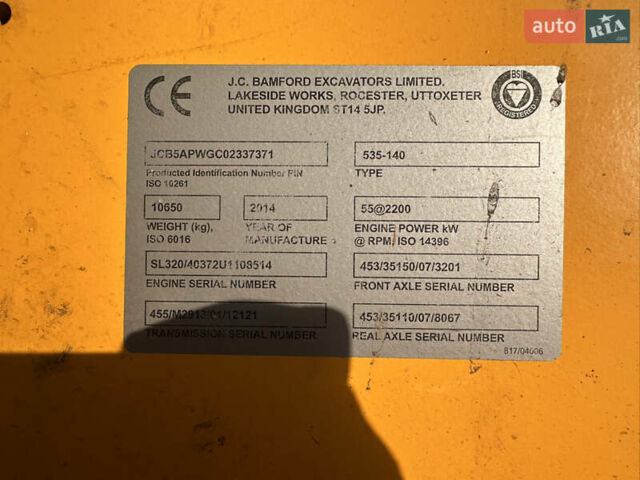 auto RIA .com
J.C. BAMFORD EXCAVATORS LIMITED.
LAKESIDE WORKS, ROCESTER, UTTOXETER
UNITED KINGDOM ST14 5JP.
CE
BSI
REGISTERED
JCB5APWGC02337371
Producted Identification Number PIN
ISO 10261
535-140
TYPE
10650
WEIGHT (kg),
ISO 6016
2014
YEAR OF
MANUFACTURE
55@2200
ENGINE POWER kW
@ RPM, ISO 14396
SL320/40372U1108514
ENGINE SERIAL NUMBER
453/35150/07/3201
FRONT AXLE SERIAL NUMBER
TRANSMISSION SERIAL NUMBER
453/35110/07/8067
REAL AXLE SERIAL NUMBER
817/04006